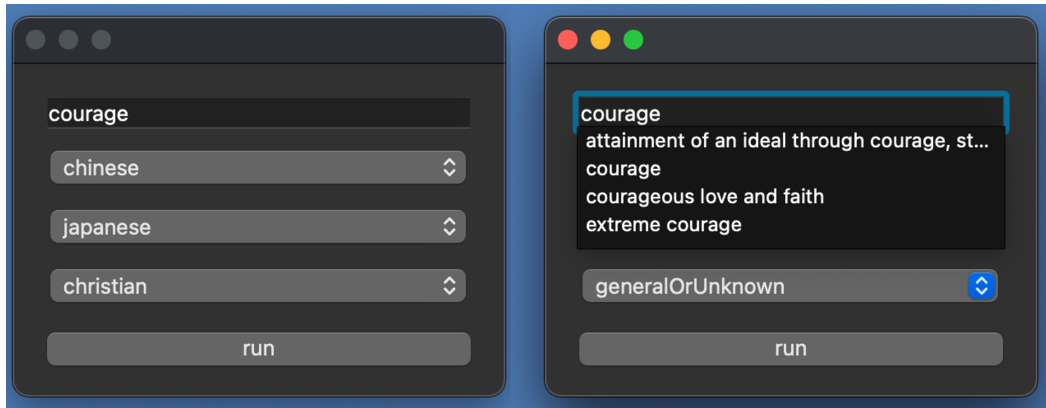 courage
chinese
japanese
christian
run
courage
attainment of an ideal through courage, st...
courage
courageous love and faith
extreme courage
generalOrUnknown
run